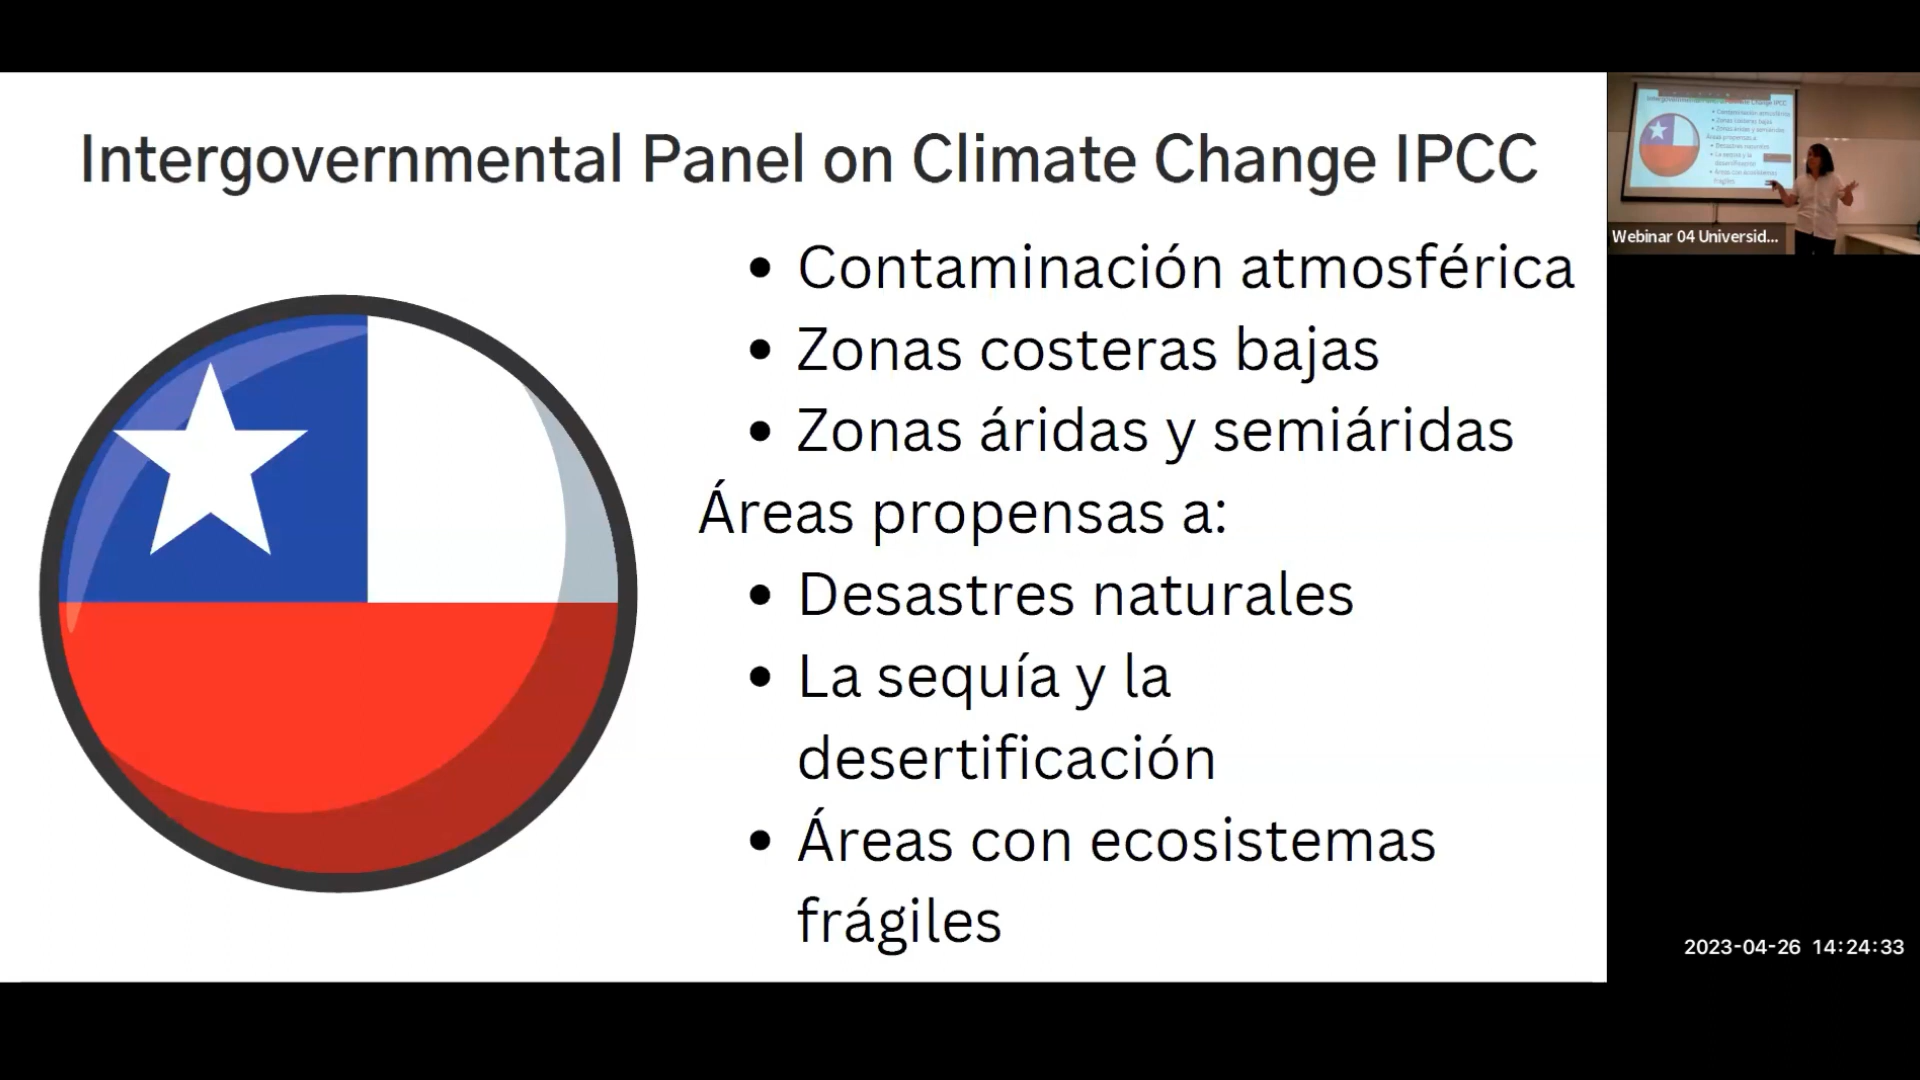 Intergovernmental Panel on Climate Change IPCC
• Contaminación atmosférica
• Zonas costeras bajas
• Zonas áridas y semiáridas
Áreas propensas a:
• Desastres naturales
• La sequía y la
desertificación
• Áreas con ecosistemas
frágiles
Webinar 04 Universid...
2023-04-26 14:24:33